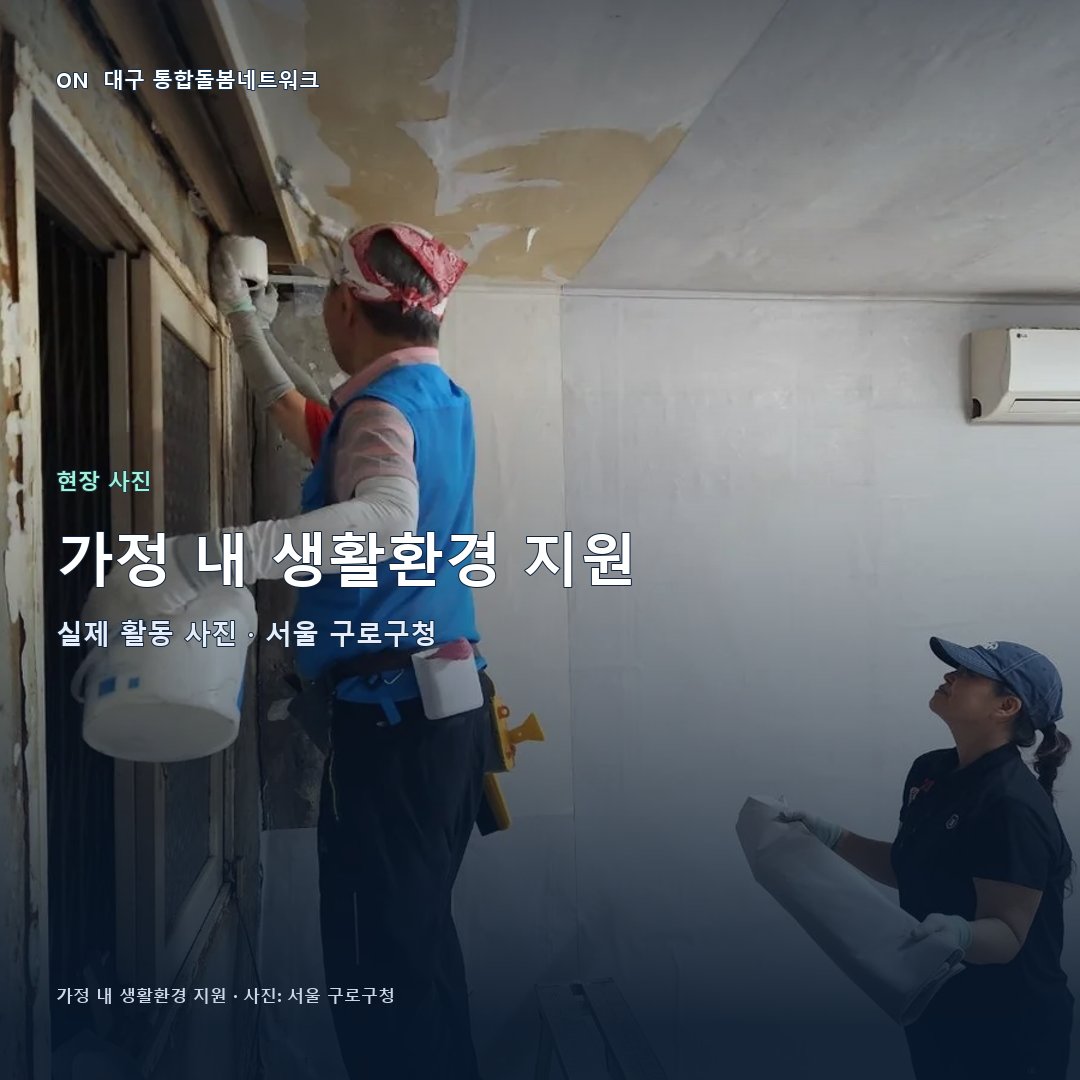 ON 대구 통합돌봄네트워크
현장 사진
가정 내 생활환경 지원
실제 활동 사진 · 서울 구로구청
가정 내 생활환경 지원 · 사진: 서울 구로구청